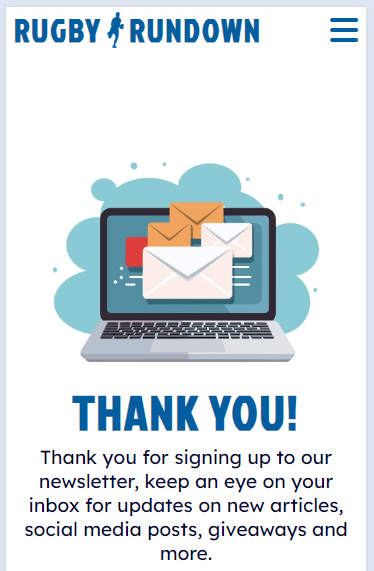 RUGBY RUNDOWN
THANK YOU!
Thank you for signing up to our
newsletter, keep an eye on your
inbox for updates on new articles,
social media posts, giveaways and
more.